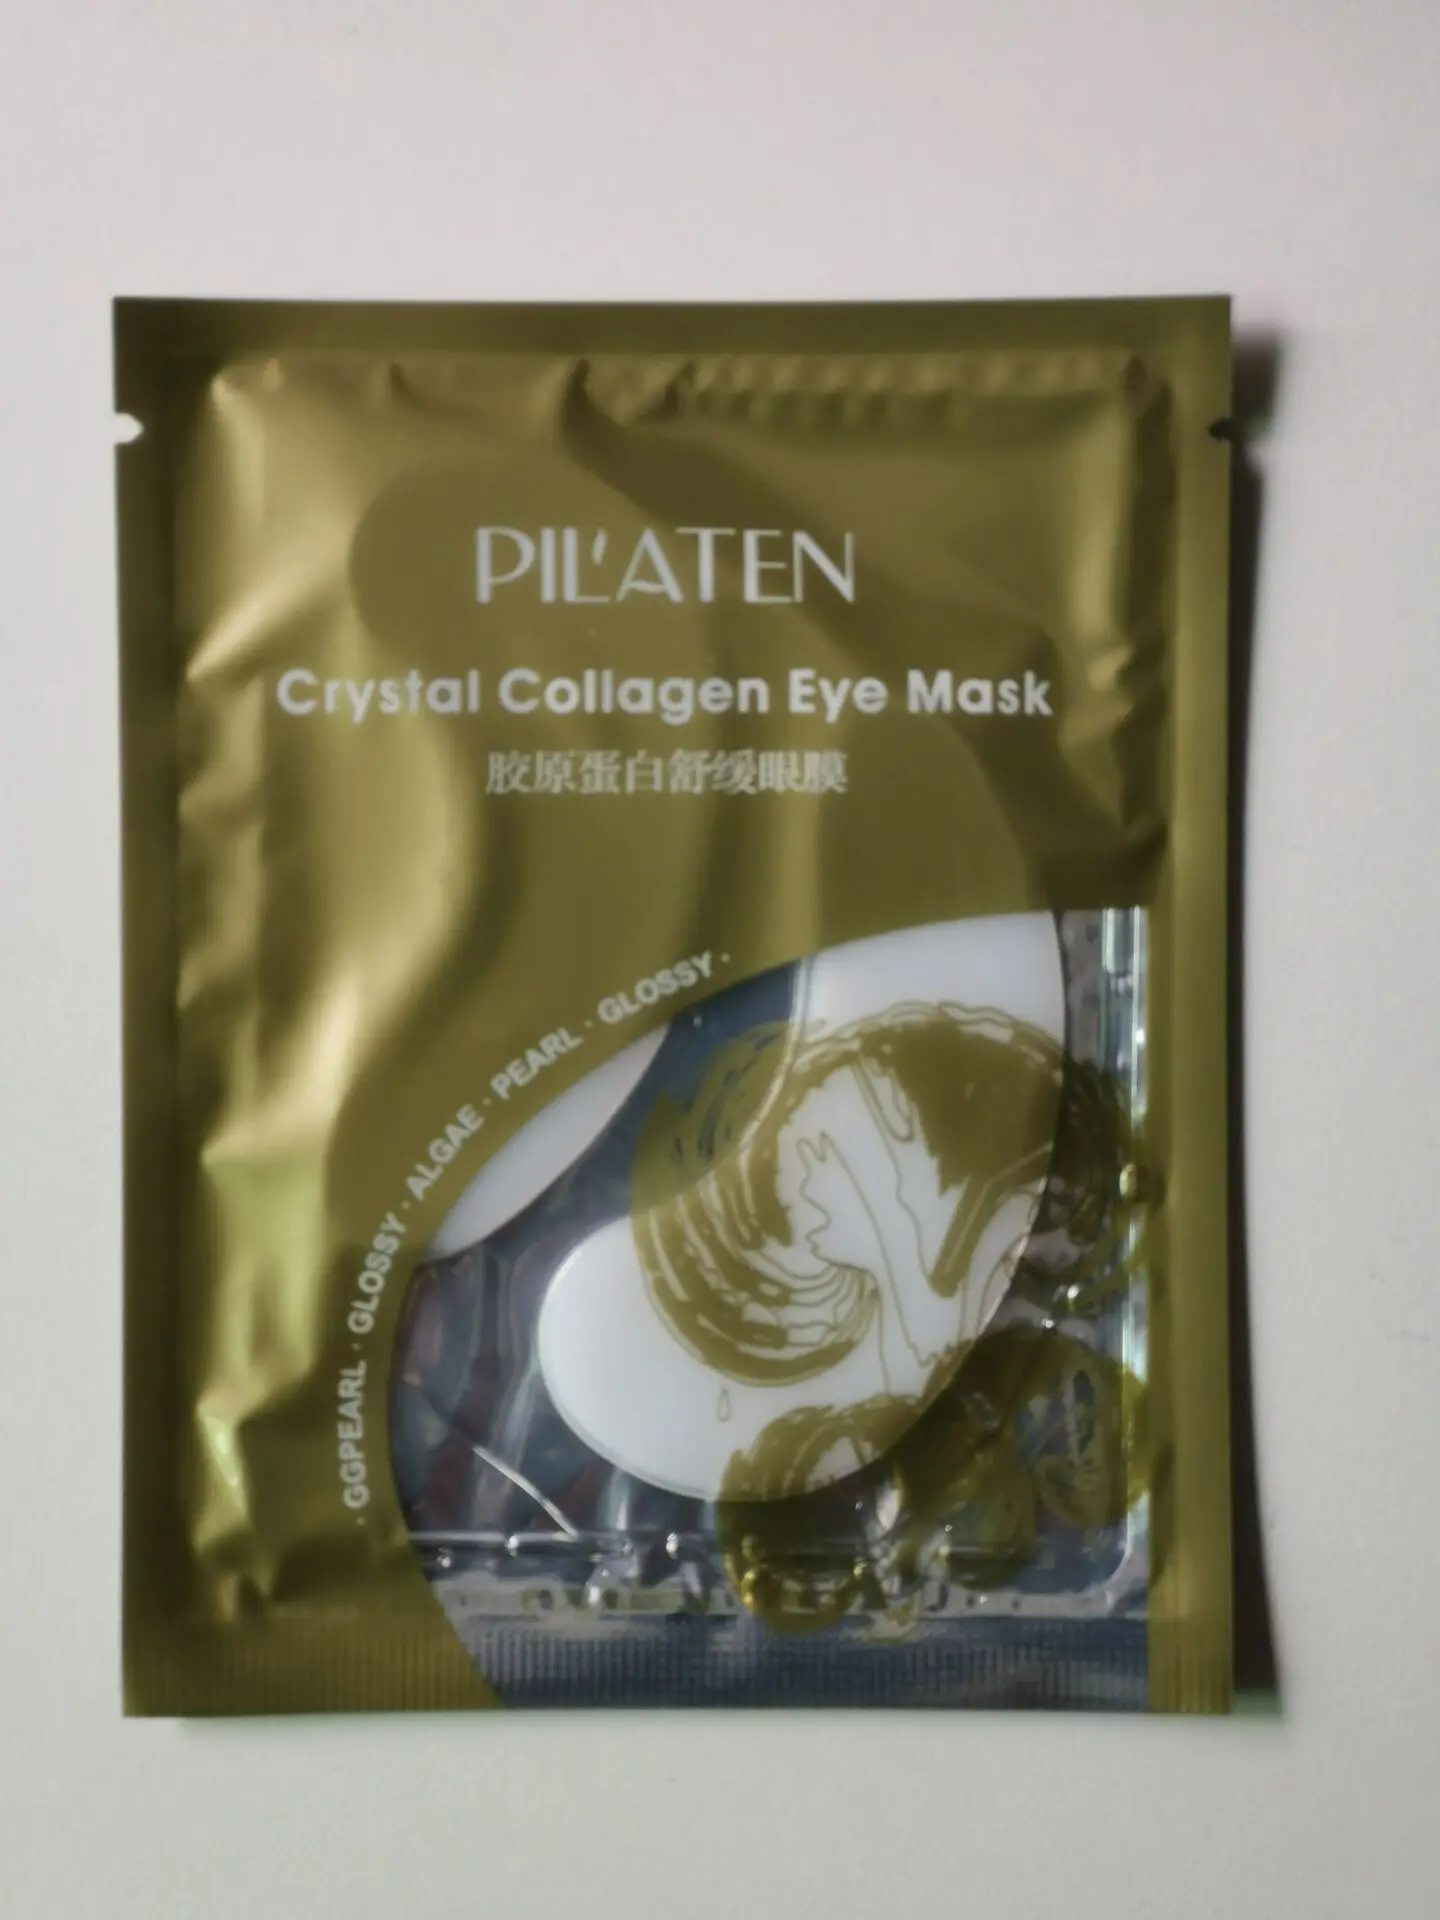 PIL'ATEN
Crystal Collagen Eye Mask
胶原蛋白舒缓眼膜
· GGPEARL · GLOSSY · ALGAE · PEARL · GLOSSY ·